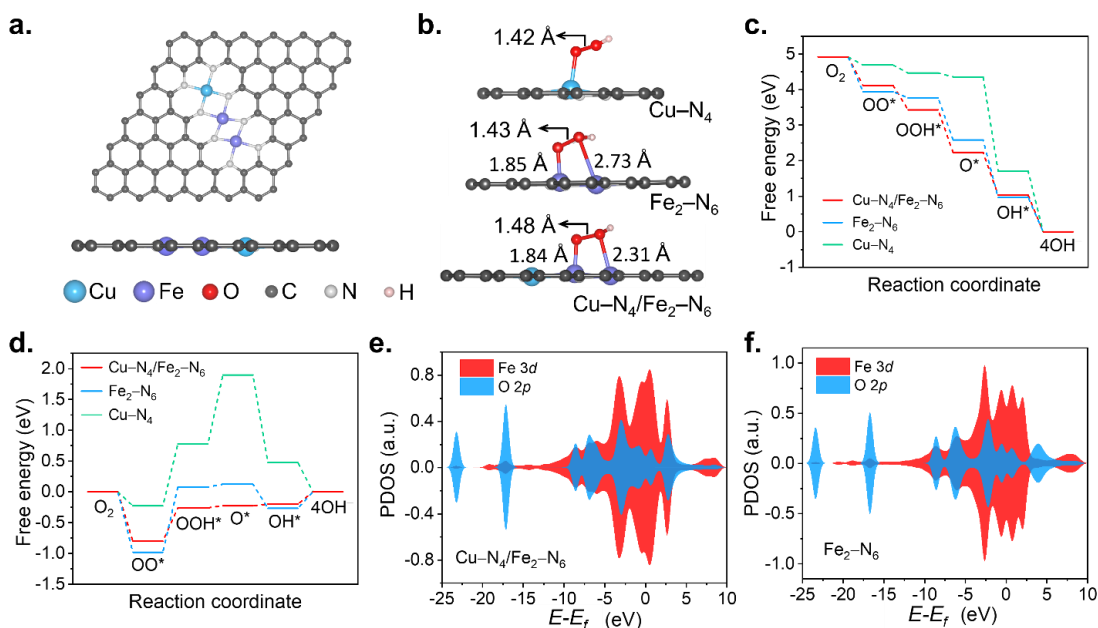 a.
Cu Fe O C N H
b.
1.42 Å
Cu–N₄
1.43 Å
1.85 Å 2.73 Å
Fe₂–N₆
1.48 Å
1.84 Å 2.31 Å
Cu–N₄/Fe₂–N₆
c.
Free energy (eV)
5
4
3
2
1
0
-1
O₂
OO*
OOH*
O*
OH*
4OH
Cu–N₄/Fe₂–N₆
Fe₂–N₆
Cu–N₄
Reaction coordinate
d.
Free energy (eV)
2.0
1.5
1.0
0.5
0.0
-0.5
-1.0
-1.5
Cu–N₄/Fe₂–N₆
Fe₂–N₆
Cu–N₄
O₂
OO*
OOH*
O*
OH*
4OH
Reaction coordinate
e.
PDOS (a.u.)
0.8
0.4
0.0
-0.4
-0.8
Fe 3d
O 2p
Cu–N₄/Fe₂–N₆
-25 -20 -15 -10 -5 0 5 10
E-E_f (eV)
f.
PDOS (a.u.)
1.0
0.5
0.0
-0.5
-1.0
Fe 3d
O 2p
Fe₂–N₆
-25 -20 -15 -10 -5 0 5 10
E-E_f (eV)